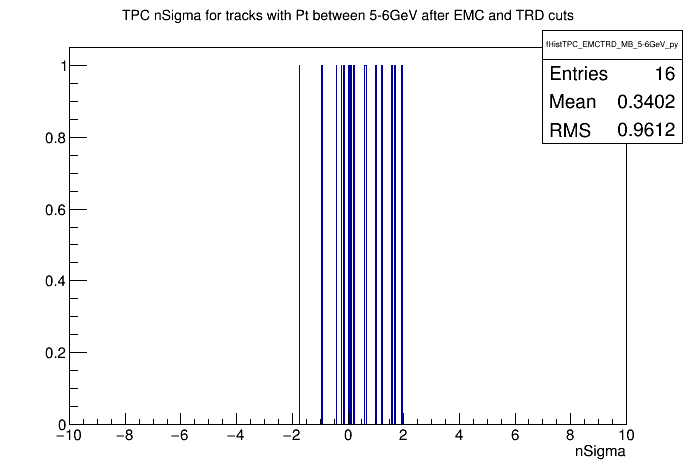 TPC nSigma for tracks with Pt between 5-6GeV after EMC and TRD cuts
fHistTPC_EMCTRD_MB_5-6GeV_py
Entries 16
Mean 0.3402
RMS 0.9612
1
0.8
0.6
0.4
0.2
0
−10 −8 −6 −4 −2 0 2 4 6 8 10
nSigma